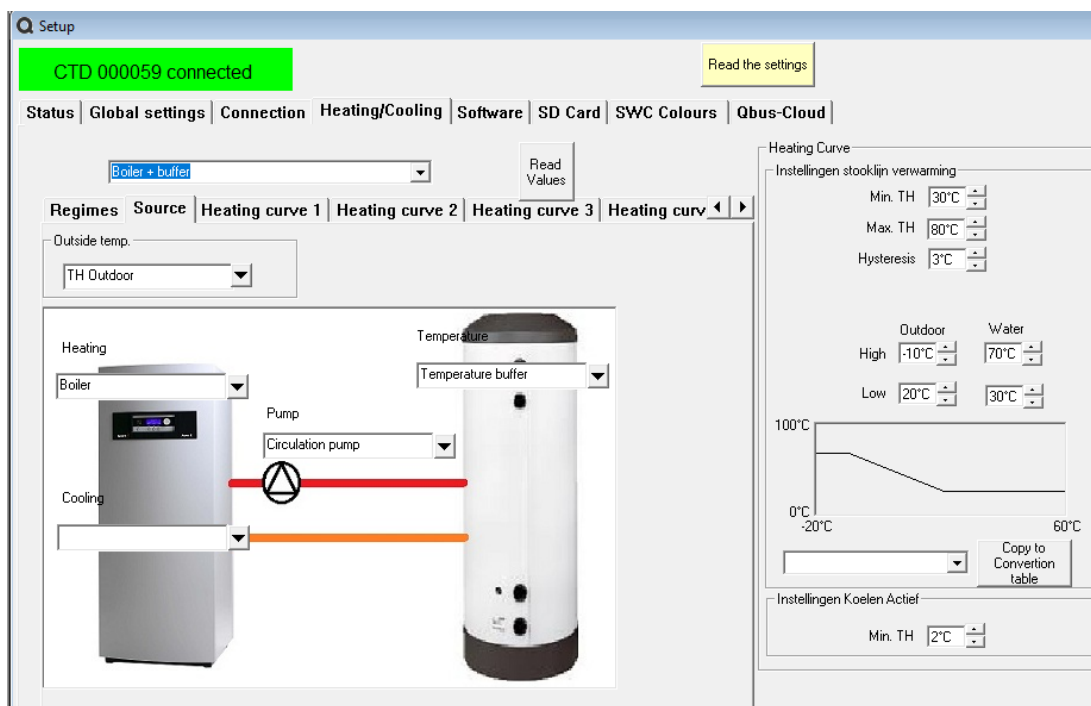 Setup
CTD 000059 connected
Read the settings
Status Global settings Connection Heating/Cooling Software SD Card SWC Colours Qbus-Cloud
Boiler + buffer
Read
Values
Regimes Source Heating curve 1 Heating curve 2 Heating curve 3 Heating curv
Outside temp.
TH Outdoor
Heating
Boiler
Pump
Circulation pump
Temperature
Temperature buffer
Cooling
Heating Curve
Instellingen stooklijn verwarming
Min. TH 30°C
Max. TH 80°C
Hysteresis 3°C
Outdoor Water
High -10°C 70°C
Low 20°C 30°C
100°C
0°C
-20°C 60°C
Copy to
Convertion
table
Instellingen Koelen Actief
Min. TH 2°C